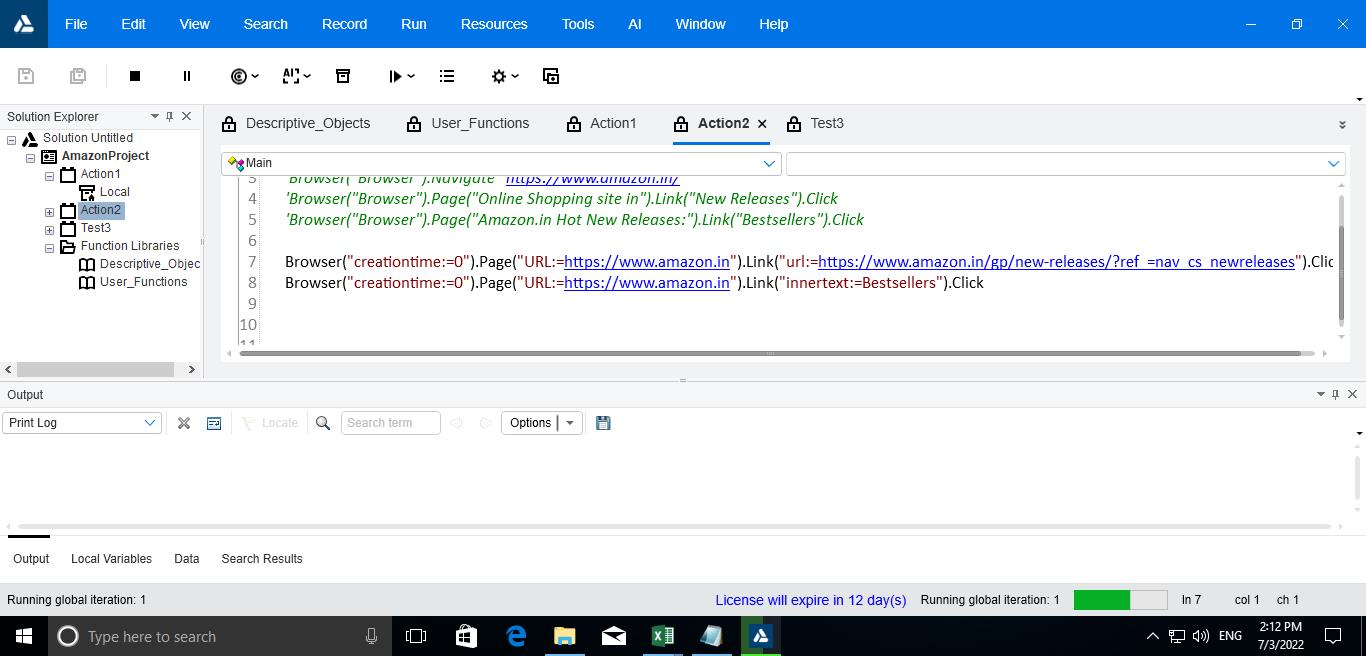 File Edit View Search Record Run Resources Tools AI Window Help
Solution Explorer
Solution Untitled
AmazonProject
Action1
Local
Action2
Test3
Function Libraries
Descriptive_Objec
User_Functions
Descriptive_Objects User_Functions Action1 Action2 Test3
Main
3 'Browser("Browser").Navigate "https://www.amazon.in/
4 'Browser("Browser").Page("Online Shopping site in").Link("New Releases").Click
5 'Browser("Browser").Page("Amazon.in Hot New Releases:").Link("Bestsellers").Click
6
7 Browser("creationtime:=0").Page("URL:=https://www.amazon.in").Link("url:=https://www.amazon.in/gp/new-releases/?ref_=nav_cs_newreleases").Clic
8 Browser("creationtime:=0").Page("URL:=https://www.amazon.in").Link("innertext:=Bestsellers").Click
9
10
11
Output
Print Log Locate Search term Options
Output Local Variables Data Search Results
Running global iteration: 1 License will expire in 12 day(s) Running global iteration: 1 ln 7 col 1 ch 1
Type here to search ENG 2:12 PM
7/3/2022